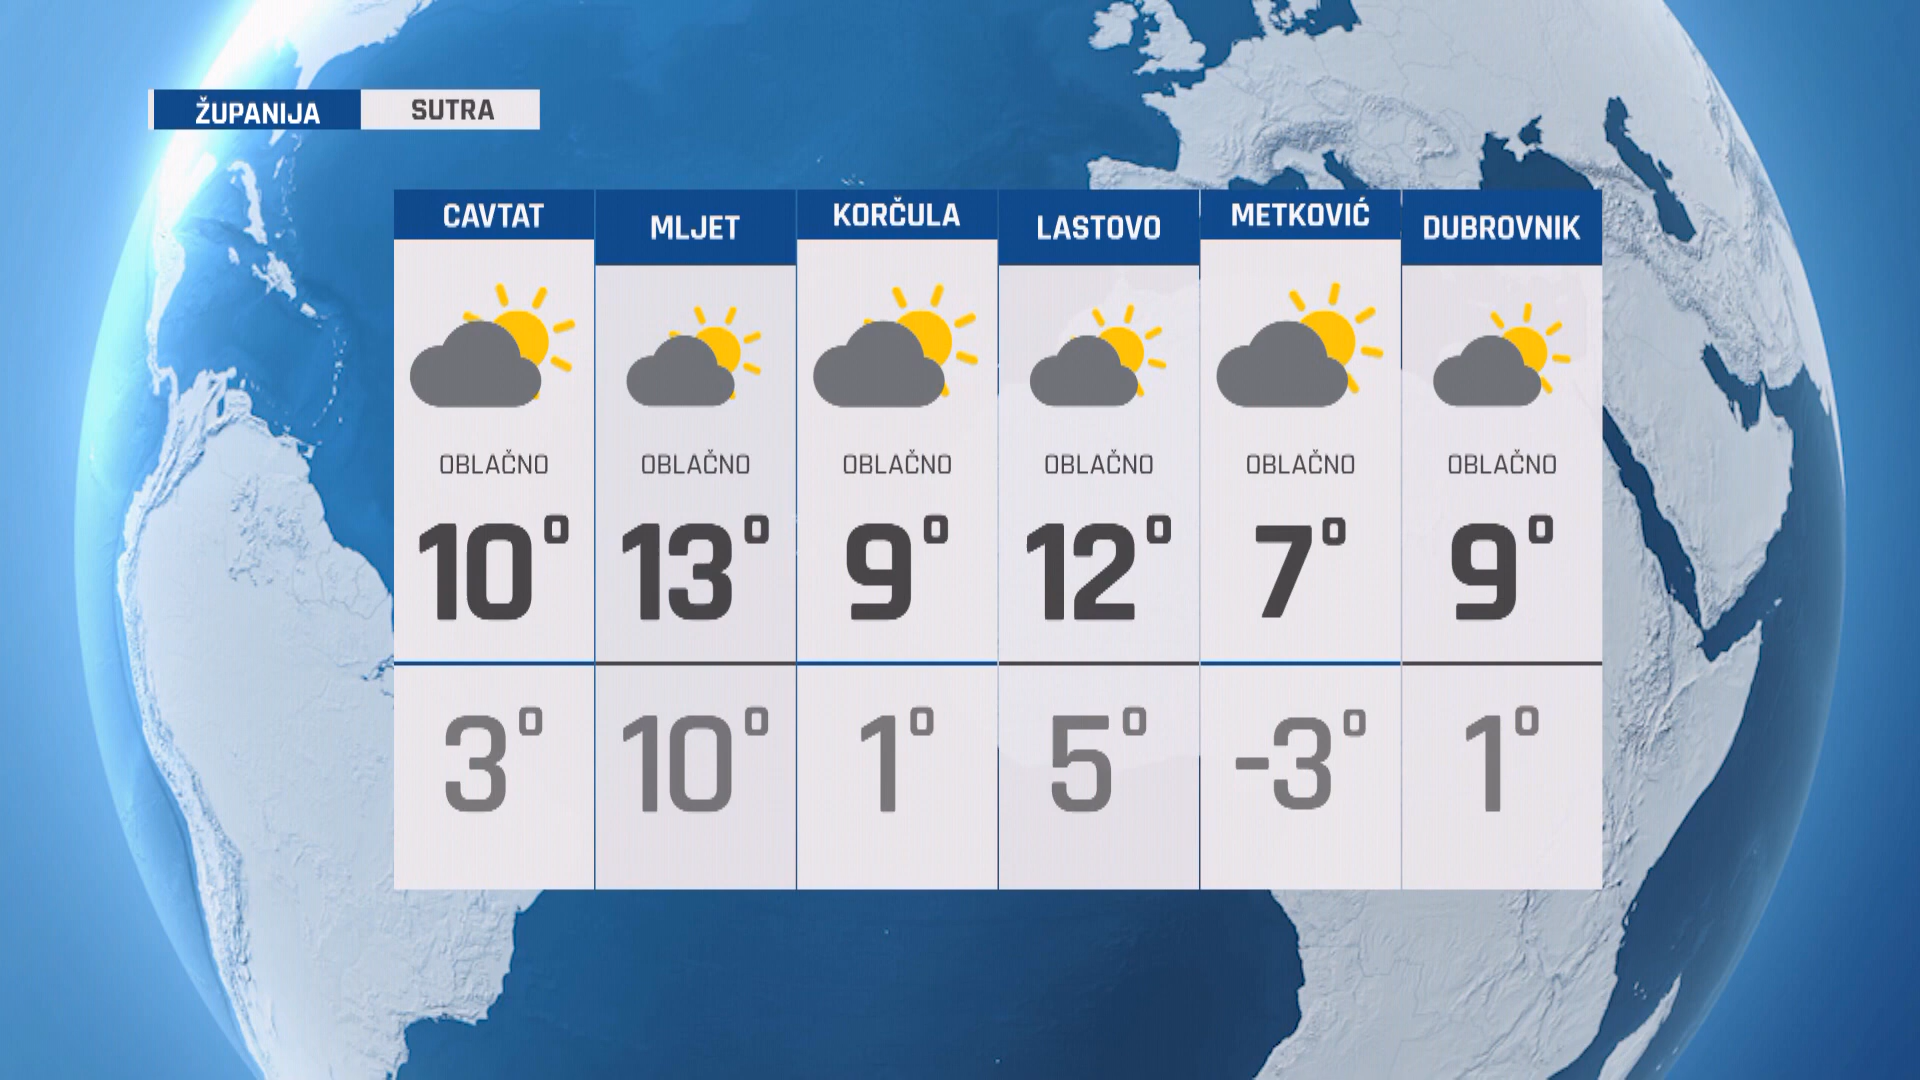 ŽUPANIJA SUTRA
CAVTAT MLJET KORČULA LASTOVO METKOVIĆ DUBROVNIK
OBLAČNO OBLAČNO OBLAČNO OBLAČNO OBLAČNO OBLAČNO
10° 13° 9° 12° 7° 9°
3° 10° 1° 5° -3° 1°